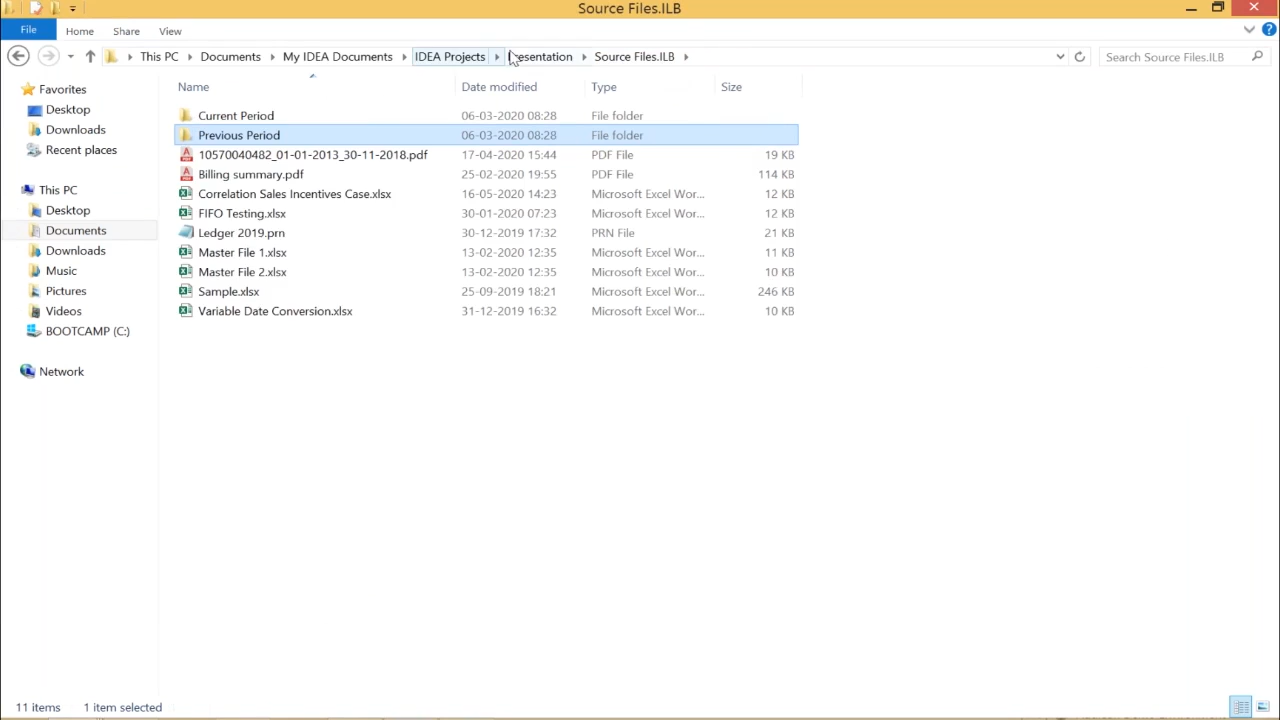 Source Files.ILB
File Home Share View
This PC Documents My IDEA Documents IDEA Projects Presentation Source Files.ILB Search Source Files.ILB
Favorites
Desktop
Downloads
Recent places
This PC
Desktop
Documents
Downloads
Music
Pictures
Videos
BOOTCAMP (C:)
Network
Name Date modified Type Size
Current Period 06-03-2020 08:28 File folder
Previous Period 06-03-2020 08:28 File folder
10570040482_01-01-2013_30-11-2018.pdf 17-04-2020 15:44 PDF File 19 KB
Billing summary.pdf 25-02-2020 19:55 PDF File 114 KB
Correlation Sales Incentives Case.xlsx 16-05-2020 14:23 Microsoft Excel Wor... 12 KB
FIFO Testing.xlsx 30-01-2020 07:23 Microsoft Excel Wor... 12 KB
Ledger 2019.prn 30-12-2019 17:32 PRN File 21 KB
Master File 1.xlsx 13-02-2020 12:35 Microsoft Excel Wor... 11 KB
Master File 2.xlsx 13-02-2020 12:35 Microsoft Excel Wor... 10 KB
Sample.xlsx 25-09-2019 18:21 Microsoft Excel Wor... 246 KB
Variable Date Conversion.xlsx 31-12-2019 16:32 Microsoft Excel Wor... 10 KB
11 items 1 item selected